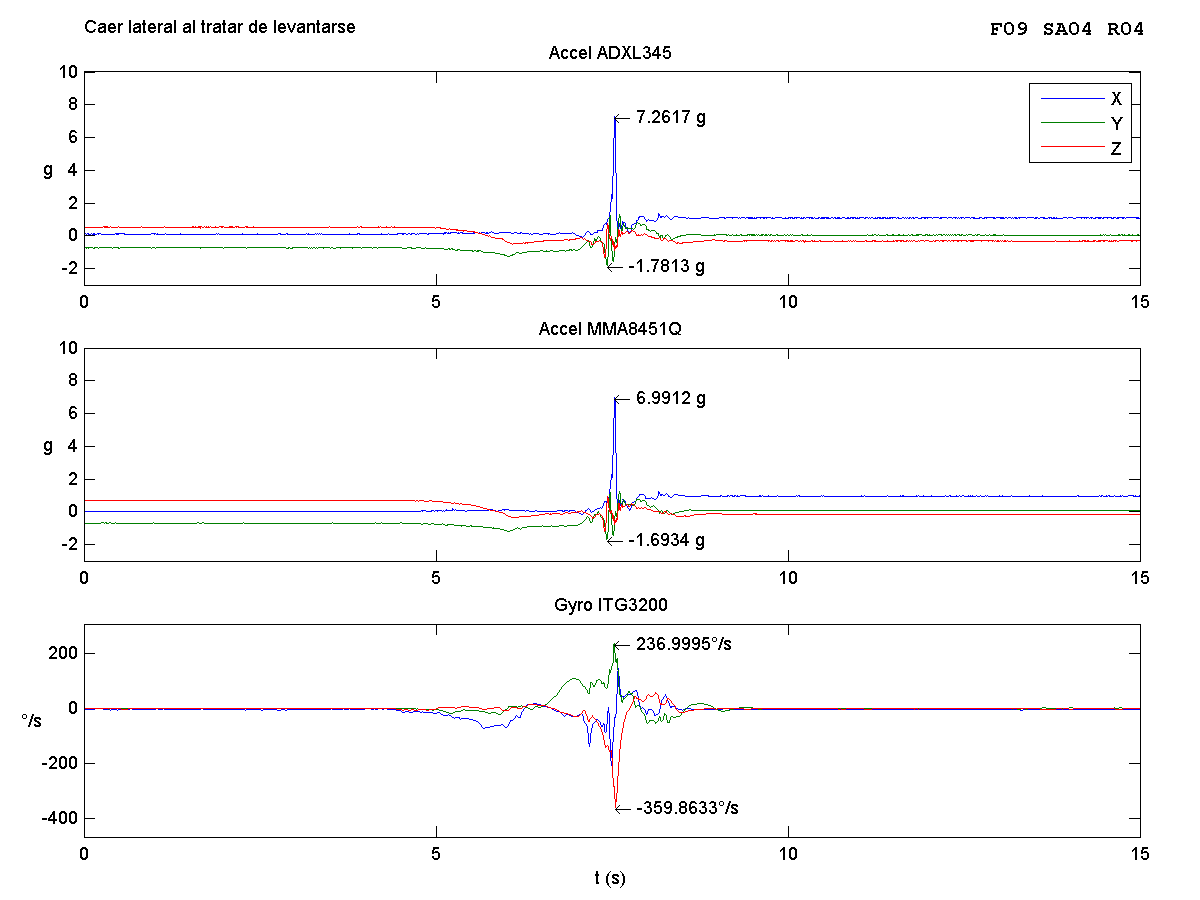 Caer lateral al tratar de levantarse
F09 SA04 R04
Accel ADXL345
10
8
6
4
2
0
-2
g
7.2617 g
-1.7813 g
X
Y
Z
0
5
10
15
Accel MMA8451Q
10
8
6
4
2
0
-2
g
6.9912 g
-1.6934 g
0
5
10
15
Gyro ITG3200
200
0
-200
-400
°/s
236.9995°/s
-359.8633°/s
0
5
10
15
t (s)